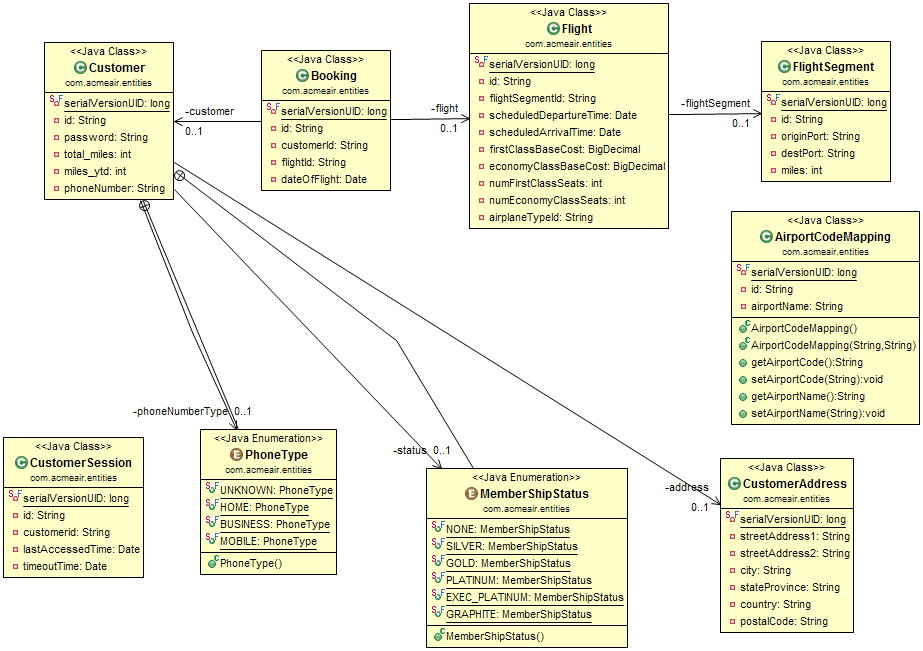 <<Java Class>>
Customer
com.acmeair.entities
serialVersionUID: long
id: String
password: String
total_miles: int
miles_ytd: int
phoneNumber: String
-customer
0..1
<<Java Class>>
Booking
com.acmeair.entities
serialVersionUID: long
id: String
customerId: String
flightId: String
dateOfFlight: Date
-flight
0..1
<<Java Class>>
Flight
com.acmeair.entities
serialVersionUID: long
id: String
flightSegmentId: String
scheduledDepartureTime: Date
scheduledArrivalTime: Date
firstClassBaseCost: BigDecimal
economyClassBaseCost: BigDecimal
numFirstClassSeats: int
numEconomyClassSeats: int
airplaneTypeId: String
-flightSegment
0..1
<<Java Class>>
FlightSegment
com.acmeair.entities
serialVersionUID: long
id: String
originPort: String
destPort: String
miles: int
<<Java Class>>
AirportCodeMapping
com.acmeair.entities
serialVersionUID: long
id: String
airportName: String
AirportCodeMapping()
AirportCodeMapping(String,String)
getAirportCode():String
setAirportCode(String):void
getAirportName():String
setAirportName(String):void
-phoneNumberType 0..1
-status 0..1
-address
0..1
<<Java Class>>
CustomerSession
com.acmeair.entities
serialVersionUID: long
id: String
customerid: String
lastAccessedTime: Date
timeoutTime: Date
<<Java Enumeration>>
PhoneType
com.acmeair.entities
UNKNOWN: PhoneType
HOME: PhoneType
BUSINESS: PhoneType
MOBILE: PhoneType
PhoneType()
<<Java Enumeration>>
MemberShipStatus
com.acmeair.entities
NONE: MemberShipStatus
SILVER: MemberShipStatus
GOLD: MemberShipStatus
PLATINUM: MemberShipStatus
EXEC_PLATINUM: MemberShipStatus
GRAPHITE: MemberShipStatus
MemberShipStatus()
<<Java Class>>
CustomerAddress
com.acmeair.entities
serialVersionUID: long
streetAddress1: String
streetAddress2: String
city: String
stateProvince: String
country: String
postalCode: String